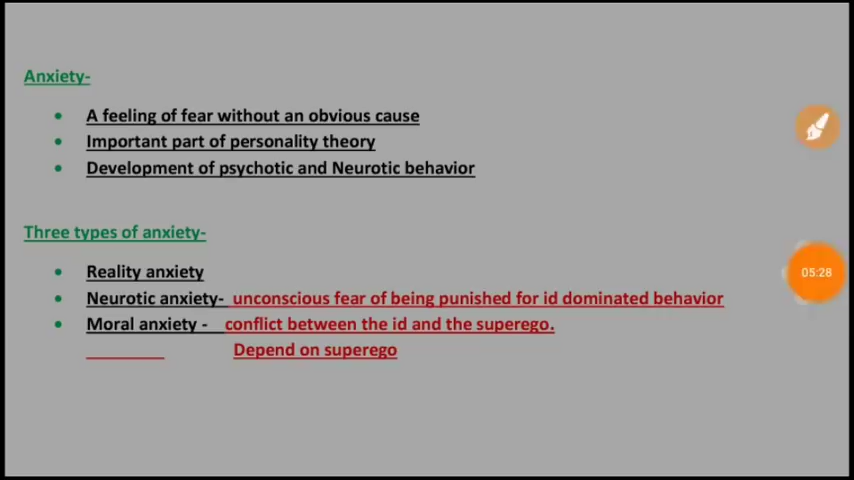 Anxiety-
• A feeling of fear without an obvious cause
• Important part of personality theory
• Development of psychotic and Neurotic behavior
Three types of anxiety-
• Reality anxiety
• Neurotic anxiety- unconscious fear of being punished for id dominated behavior
• Moral anxiety - conflict between the id and the superego.
Depend on superego
05:28